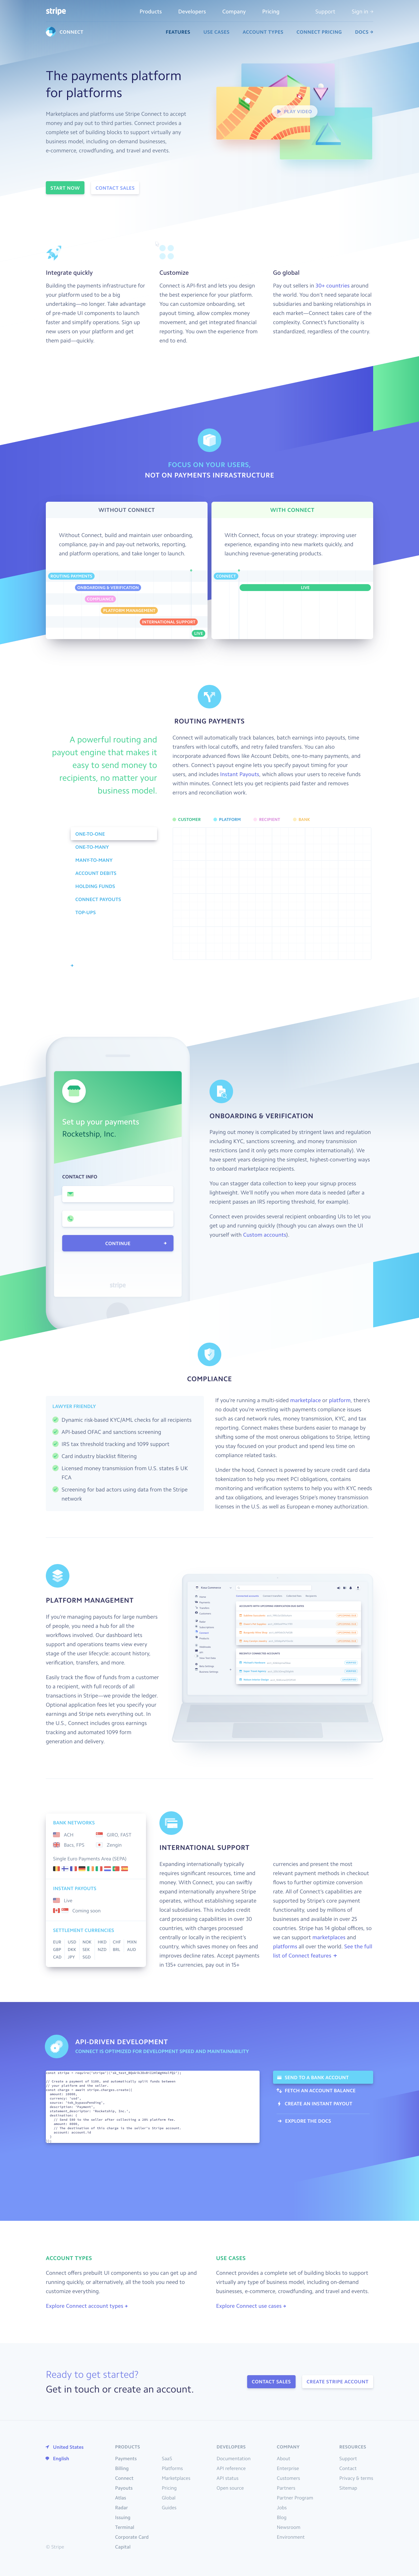 stripe
Products
Developers
Company
Pricing
Support
Sign in
CONNECT
FEATURES
USE CASES
ACCOUNT TYPES
CONNECT PRICING
DOCS
The payments platform
for platforms
Marketplaces and platforms use Stripe Connect to accept
money and pay out to third parties. Connect provides a
complete set of building blocks to support virtually any
business model, including on-demand businesses,
e-commerce, crowdfunding, and travel and events.
PLAY VIDEO
START NOW
CONTACT SALES
Integrate quickly
Building the payments infrastructure for
your platform used to be a big
undertaking—no longer. Take advantage
of pre-made UI components to launch
faster and simplify operations. Sign up
new users on your platform and get
them paid—quickly.
Customize
Connect is API-first and lets you design
the best experience for your platform.
You can customize onboarding, set
payout timing, allow complex money
movement, and get integrated financial
reporting. You own the experience from
end to end.
Go global
Pay out sellers in 30+ countries around
the world. You don't need separate local
subsidiaries and banking relationships in
each market—Connect takes care of the
complexity. Connect's functionality is
standardized, regardless of the country.
FOCUS ON YOUR USERS,
NOT ON PAYMENTS INFRASTRUCTURE
WITHOUT CONNECT
Without Connect, build and maintain user onboarding,
compliance, pay-in and pay-out networks, reporting,
and platform operations, and take longer to launch.
ROUTING PAYMENTS
ONBOARDING & VERIFICATION
COMPLIANCE
PLATFORM MANAGEMENT
INTERNATIONAL SUPPORT
LIVE
WITH CONNECT
With Connect, focus on your strategy: improving user
experience, expanding into new markets quickly, and
launching revenue-generating products.
CONNECT
LIVE
ROUTING PAYMENTS
A powerful routing and
payout engine that makes it
easy to send money to
recipients, no matter your
business model.
Connect will automatically track balances, batch earnings into payouts, time
transfers with local cutoffs, and retry failed transfers. You can also
incorporate advanced flows like Account Debits, one-to-many payments, and
others. Connect's payout engine lets you specify payout timing for your
users, and includes Instant Payouts, which allows your users to receive funds
within minutes. Connect lets you get recipients paid faster and removes
errors and reconciliation work.
CUSTOMER
PLATFORM
RECIPIENT
BANK
ONE-TO-ONE
ONE-TO-MANY
MANY-TO-MANY
ACCOUNT DEBITS
HOLDING FUNDS
CONNECT PAYOUTS
TOP-UPS
Set up your payments
Rocketship, Inc.
CONTACT INFO
CONTINUE
stripe
ONBOARDING & VERIFICATION
Paying out money is complicated by stringent laws and regulation
including KYC, sanctions screening, and money transmission
restrictions (and it only gets more complex internationally). We
have spent years designing the simplest, highest-converting ways
to onboard marketplace recipients.
You can stagger data collection to keep your signup process
lightweight. We'll notify you when more data is needed (after a
recipient passes an IRS reporting threshold, for example).
Connect even provides several recipient onboarding UIs to let you
get up and running quickly (though you can always own the UI
yourself with Custom accounts).
COMPLIANCE
LAWYER FRIENDLY
Dynamic risk-based KYC/AML checks for all recipients
API-based OFAC and sanctions screening
IRS tax threshold tracking and 1099 support
Card industry blacklist filtering
Licensed money transmission from U.S. states & UK
FCA
Screening for bad actors using data from the Stripe
network
If you're running a multi-sided marketplace or platform, there's
no doubt you're wrestling with payments compliance issues
such as card network rules, money transmission, KYC, and tax
reporting. Connect makes these burdens easier to manage by
shifting some of the most onerous obligations to Stripe, letting
you stay focused on your product and spend less time on
compliance related tasks.
Under the hood, Connect is powered by secure credit card data
tokenization to help you meet PCI obligations, contains
monitoring and verification systems to help you with KYC needs
and tax obligations, and leverages Stripe's money transmission
licenses in the U.S. as well as European e-money authorization.
PLATFORM MANAGEMENT
If you're managing payouts for large numbers
of people, you need a hub for all the
workflows involved. Our dashboard lets
support and operations teams view every
stage of the user lifecycle: account history,
verification, transfers, and more.
Easily track the flow of funds from a customer
to a recipient, with full records of all
transactions in Stripe—we provide the ledger.
Optional application fees let you specify your
earnings and Stripe nets everything out. In
the U.S., Connect includes gross earnings
tracking and automated 1099 form
generation and delivery.
BANK NETWORKS
ACH
GIRO, FAST
Bacs, FPS
Zengin
Single Euro Payments Area (SEPA)
INSTANT PAYOUTS
Live
Coming soon
SETTLEMENT CURRENCIES
EUR USD NOK HKD CHF MXN
GBP DKK SEK NZD BRL AUD
CAD JPY SGD
INTERNATIONAL SUPPORT
Expanding internationally typically
requires significant resources, time and
money. With Connect, you can swiftly
expand internationally anywhere Stripe
operates, without establishing separate
local subsidiaries. This includes credit
card processing capabilities in over 30
countries, with charges processed
centrally or locally in the recipient's
country, which saves money on fees and
improves decline rates. Accept payments
in 135+ currencies, pay out in 15+
currencies and present the most
relevant payment methods in checkout
flows to further optimize conversion
rate. All of Connect's capabilities are
supported by Stripe's core payment
functionality, used by millions of
businesses and available in over 25
countries. Stripe has 14 global offices, so
we can support marketplaces and
platforms all over the world. See the full
list of Connect features
API-DRIVEN DEVELOPMENT
CONNECT IS OPTIMIZED FOR DEVELOPMENT SPEED AND MAINTAINABILITY
SEND TO A BANK ACCOUNT
FETCH AN ACCOUNT BALANCE
CREATE AN INSTANT PAYOUT
EXPLORE THE DOCS
ACCOUNT TYPES
Connect offers prebuilt UI components so you can get up and
running quickly, or alternatively, all the tools you need to
customize everything.
Explore Connect account types
USE CASES
Connect provides a complete set of building blocks to support
virtually any type of business model, including on-demand
businesses, e-commerce, crowdfunding, and travel and events.
Explore Connect use cases
Ready to get started?
Get in touch or create an account.
CONTACT SALES
CREATE STRIPE ACCOUNT
United States
English
© Stripe
PRODUCTS
Payments
Billing
Connect
Payouts
Atlas
Radar
Issuing
Terminal
Corporate Card
Capital
SaaS
Platforms
Marketplaces
Pricing
Global
Guides
DEVELOPERS
Documentation
API reference
API status
Open source
COMPANY
About
Enterprise
Customers
Partners
Partner Program
Jobs
Blog
Newsroom
Environment
RESOURCES
Support
Contact
Privacy & terms
Sitemap